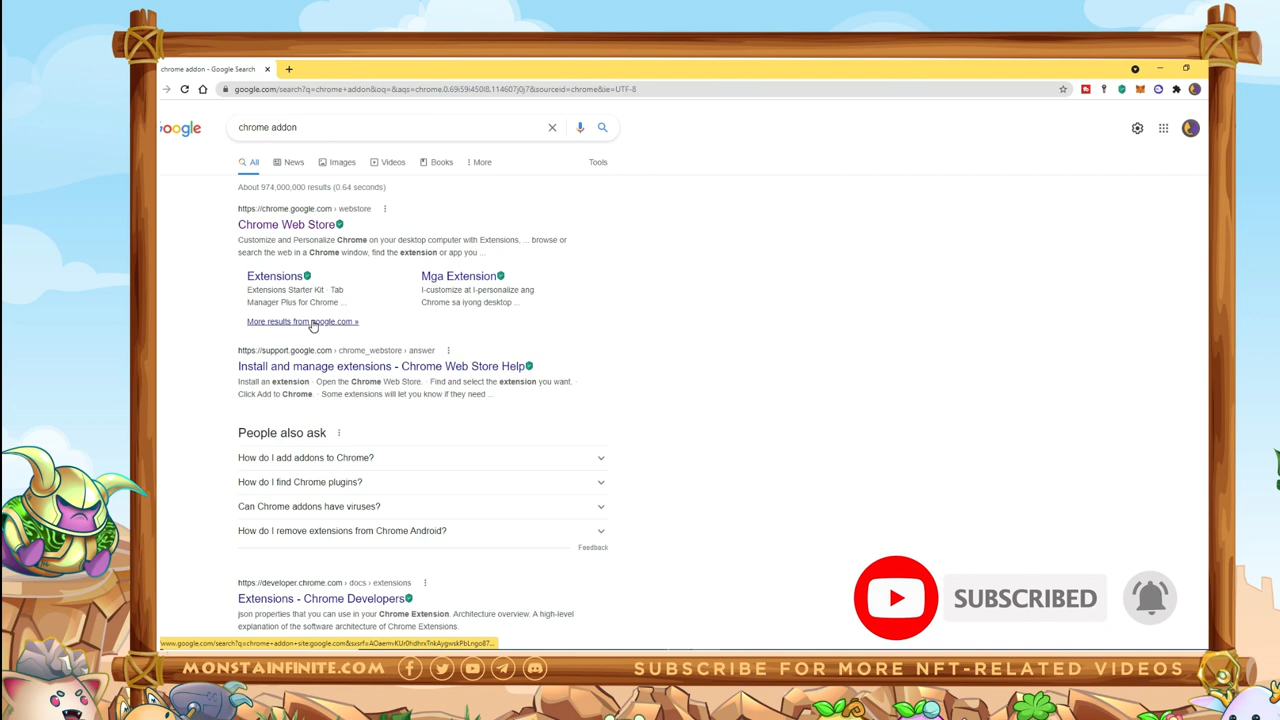 chrome addon - Google Search
google.com/search?q=chrome+addon&oq=&aqs=chrome.0.69i59i450l8.114607j0j7&sourceid=chrome&ie=UTF-8
Google
chrome addon
All News Images Videos Books More Tools
About 974,000,000 results (0.64 seconds)
https://chrome.google.com › webstore
Chrome Web Store
Customize and Personalize Chrome on your desktop computer with Extensions, ... browse or
search the web in a Chrome window, find the extension or app you ...
Extensions
Extensions Starter Kit · Tab
Manager Plus for Chrome ...
Mga Extension
I-customize at I-personalize ang
Chrome sa iyong desktop ...
More results from google.com »
https://support.google.com › chrome_webstore › answer
Install and manage extensions - Chrome Web Store Help
Install an extension · Open the Chrome Web Store. · Find and select the extension you want. ·
Click Add to Chrome. · Some extensions will let you know if they need ...
People also ask
How do I add addons to Chrome?
How do I find Chrome plugins?
Can Chrome addons have viruses?
How do I remove extensions from Chrome Android?
Feedback
https://developer.chrome.com › docs › extensions
Extensions - Chrome Developers
json properties that you can use in your Chrome Extension. Architecture overview. A high-level
explanation of the software architecture of Chrome Extensions.
SUBSCRIBED
MONSTAINFINITE.COM
SUBSCRIBE FOR MORE NFT-RELATED VIDEOS